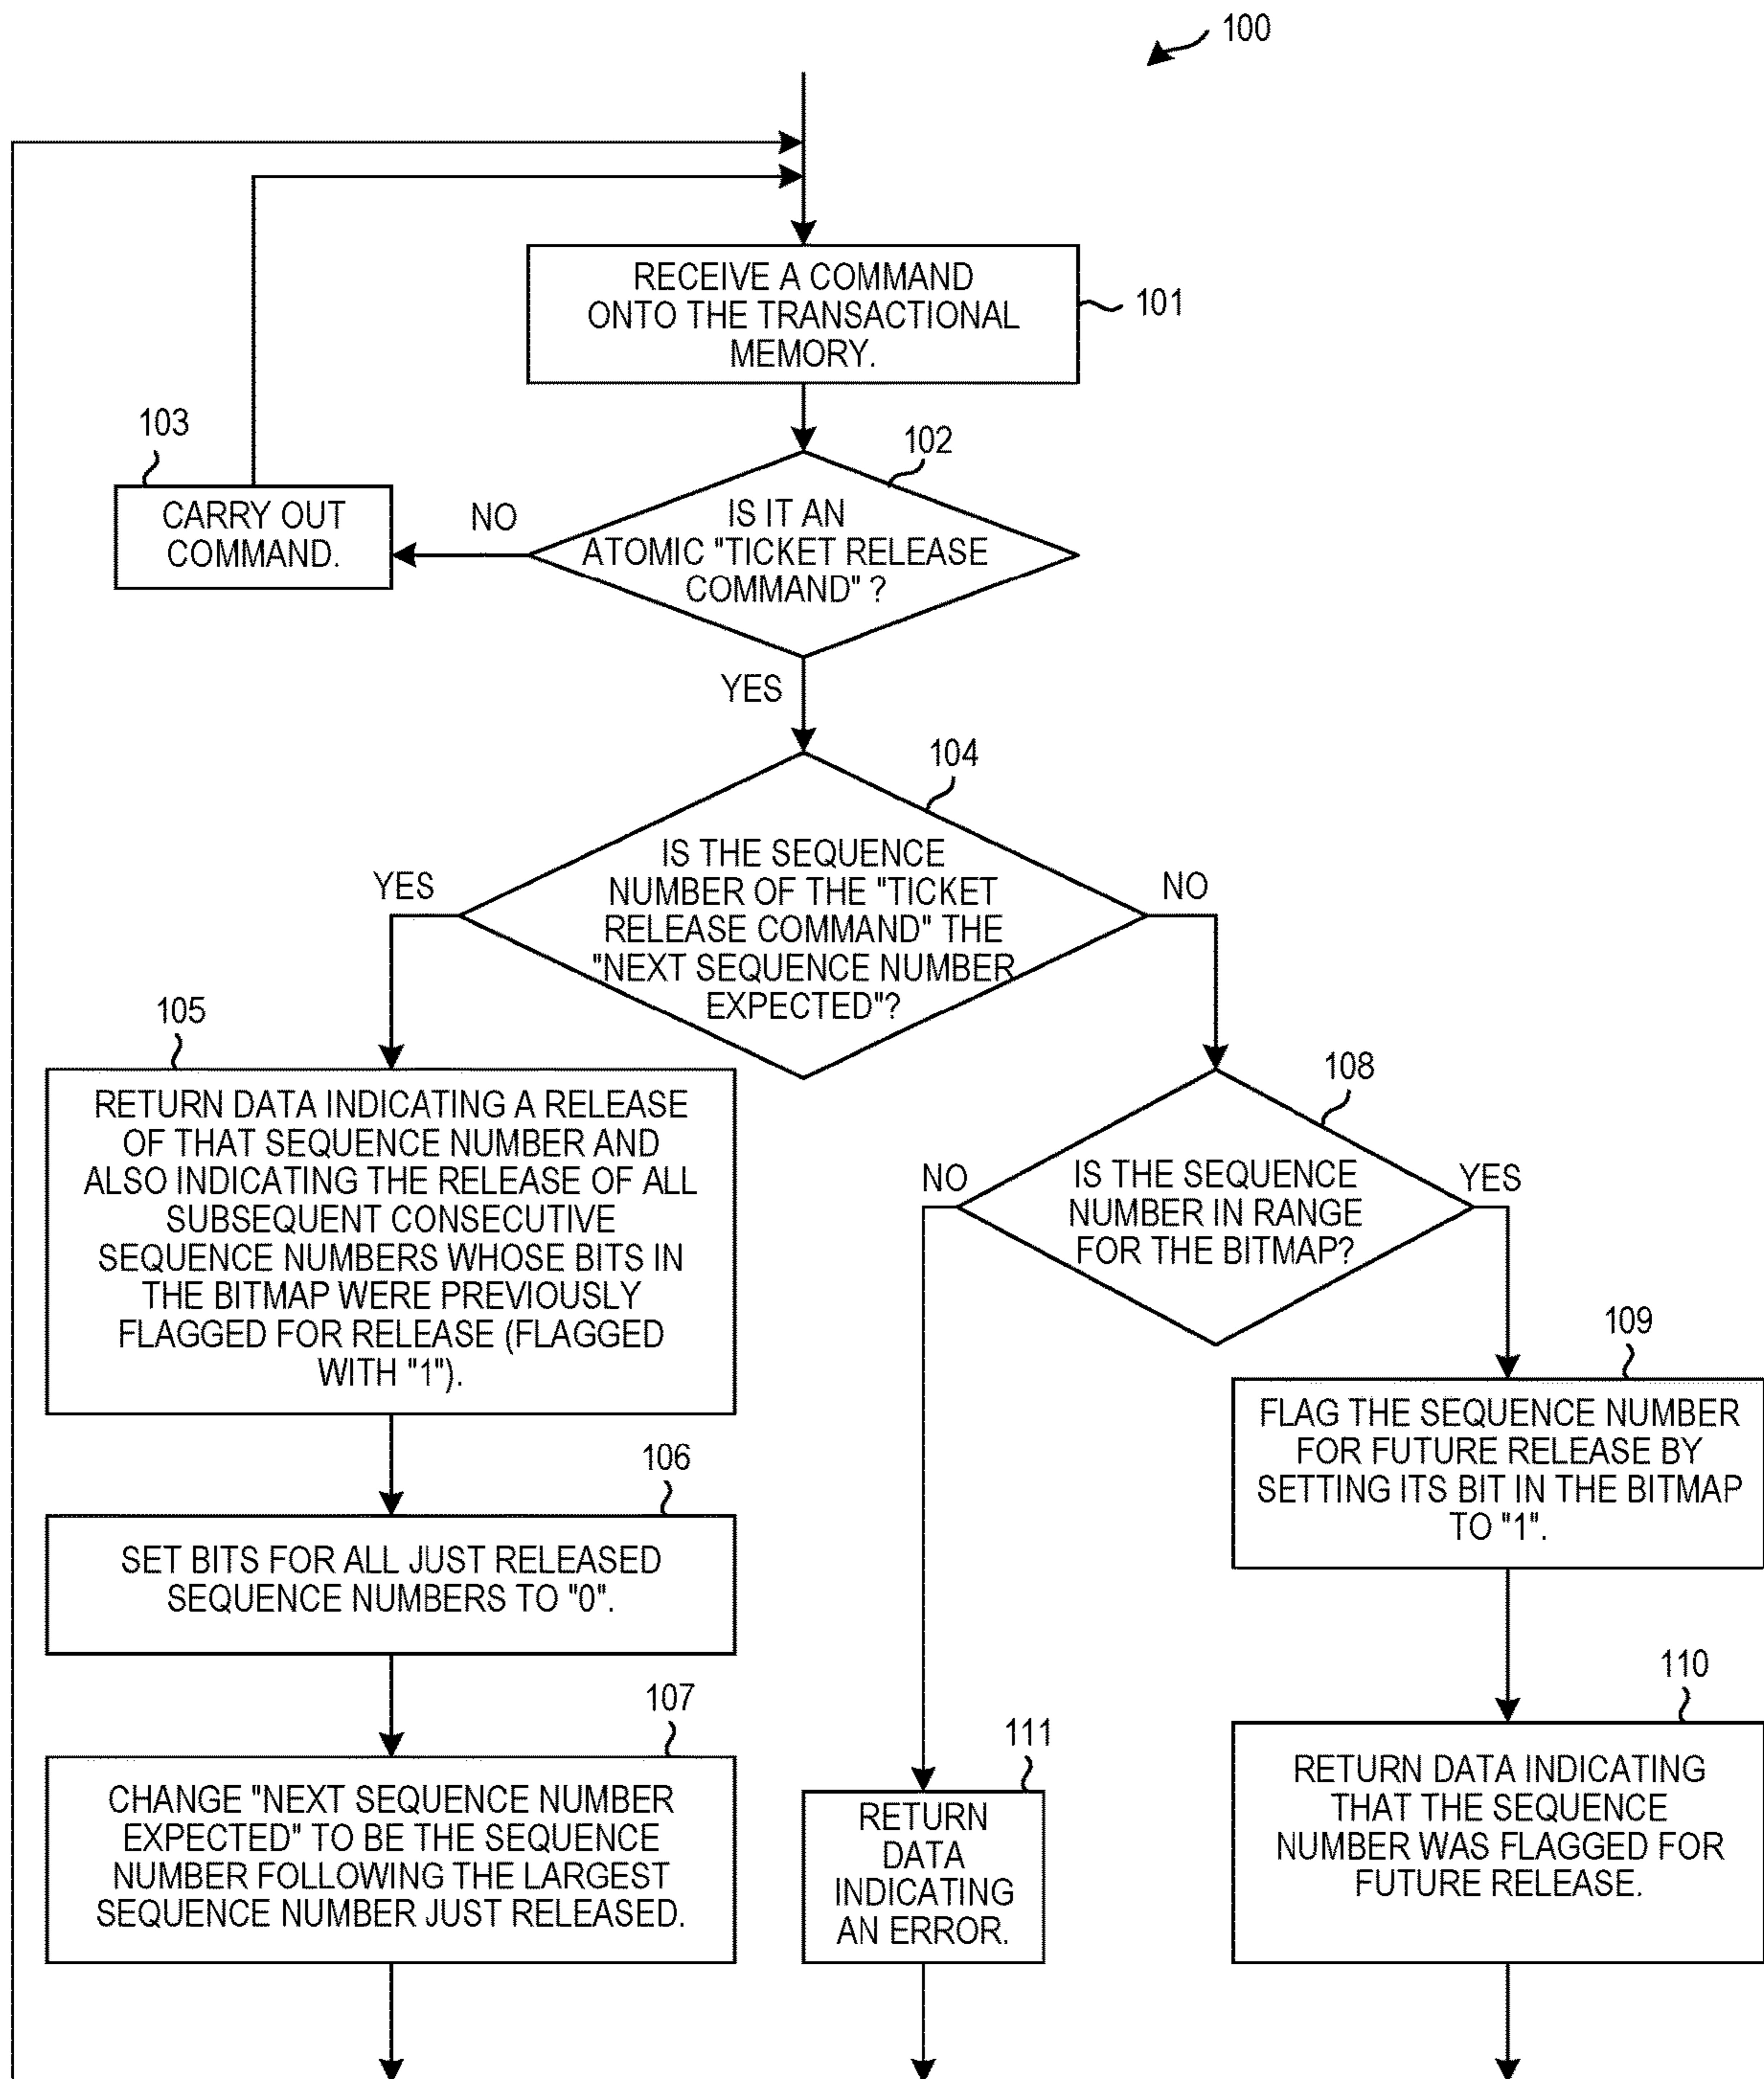 100
RECEIVE A COMMAND
ONTO THE TRANSACTIONAL
MEMORY.
101
103
102
CARRY OUT
COMMAND.
NO
IS IT AN
ATOMIC "TICKET RELEASE
COMMAND" ?
YES
104
IS THE SEQUENCE
NUMBER OF THE "TICKET
RELEASE COMMAND" THE
"NEXT SEQUENCE NUMBER
EXPECTED"?
YES
NO
105
RETURN DATA INDICATING A RELEASE
OF THAT SEQUENCE NUMBER AND
ALSO INDICATING THE RELEASE OF ALL
SUBSEQUENT CONSECUTIVE
SEQUENCE NUMBERS WHOSE BITS IN
THE BITMAP WERE PREVIOUSLY
FLAGGED FOR RELEASE (FLAGGED
WITH "1").
108
NO
IS THE SEQUENCE
NUMBER IN RANGE
FOR THE BITMAP?
YES
109
FLAG THE SEQUENCE NUMBER
FOR FUTURE RELEASE BY
SETTING ITS BIT IN THE BITMAP
TO "1".
106
SET BITS FOR ALL JUST RELEASED
SEQUENCE NUMBERS TO "0".
107
CHANGE "NEXT SEQUENCE NUMBER
EXPECTED" TO BE THE SEQUENCE
NUMBER FOLLOWING THE LARGEST
SEQUENCE NUMBER JUST RELEASED.
111
RETURN
DATA
INDICATING
AN ERROR.
110
RETURN DATA INDICATING
THAT THE SEQUENCE
NUMBER WAS FLAGGED FOR
FUTURE RELEASE.